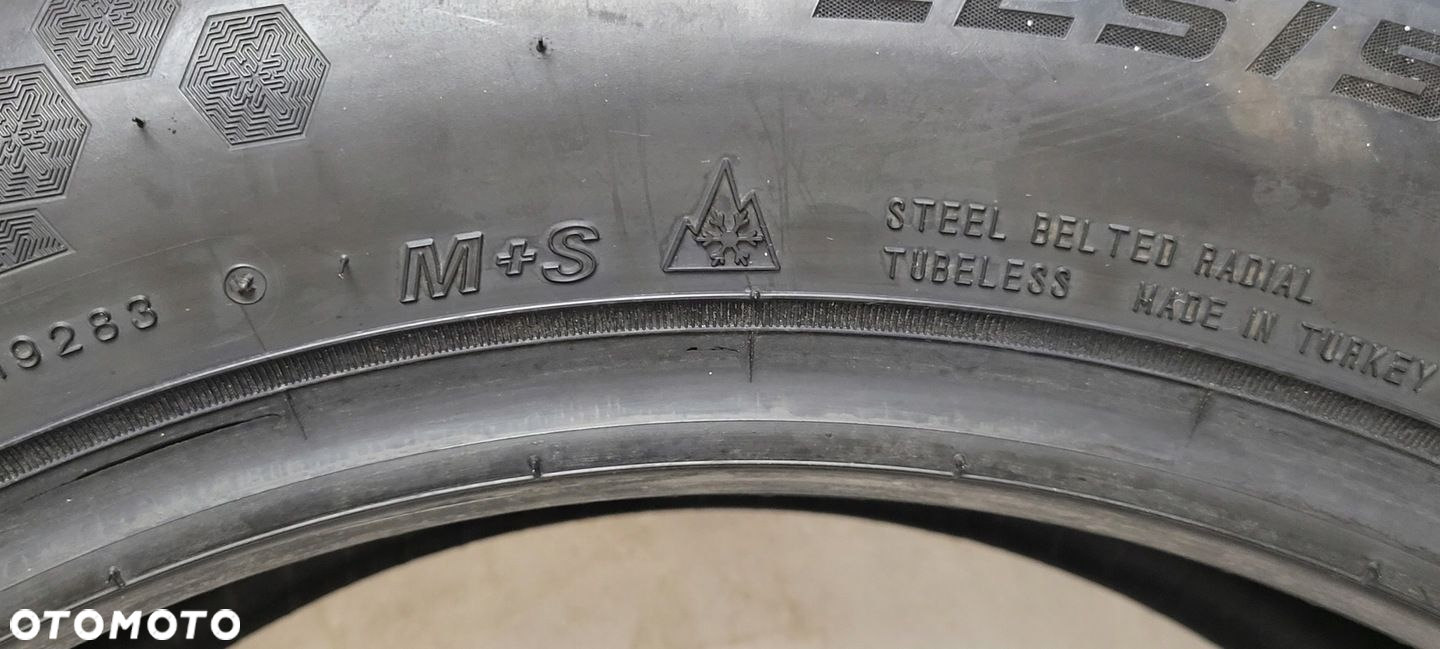 M+S
STEEL BELTED RADIAL
TUBELESS MADE IN TURKEY
19283
OTOMOTO